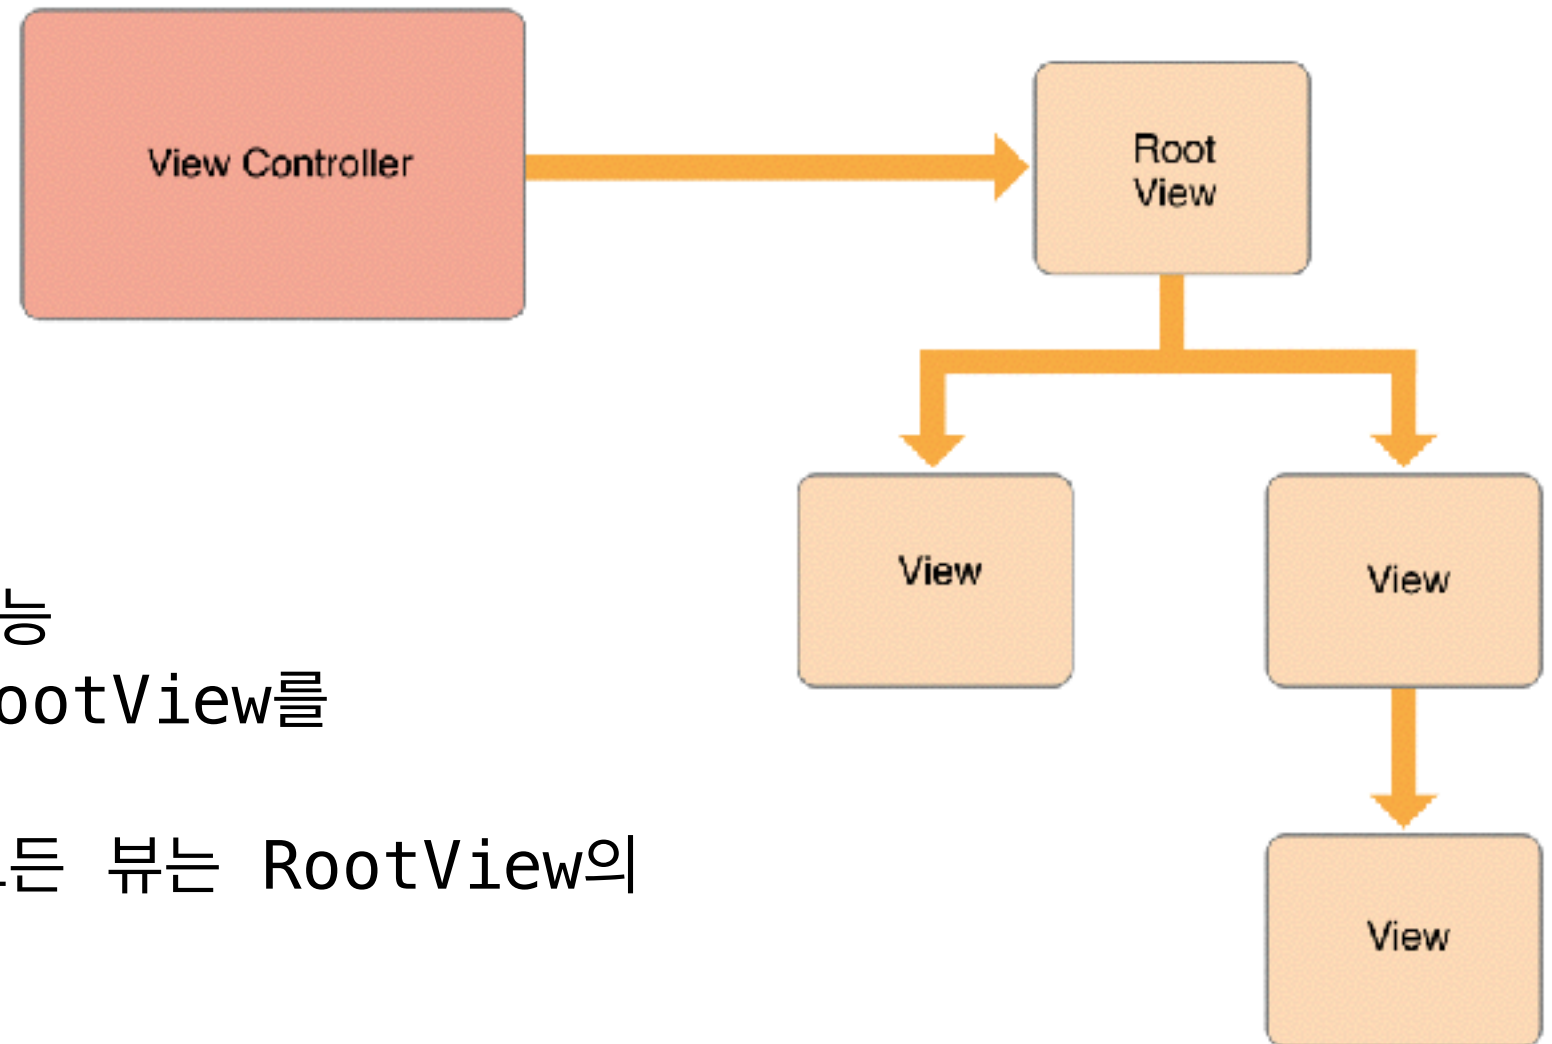 View Controller
Root
View
View
View
능
ootView를
든 뷰는 RootView의
View